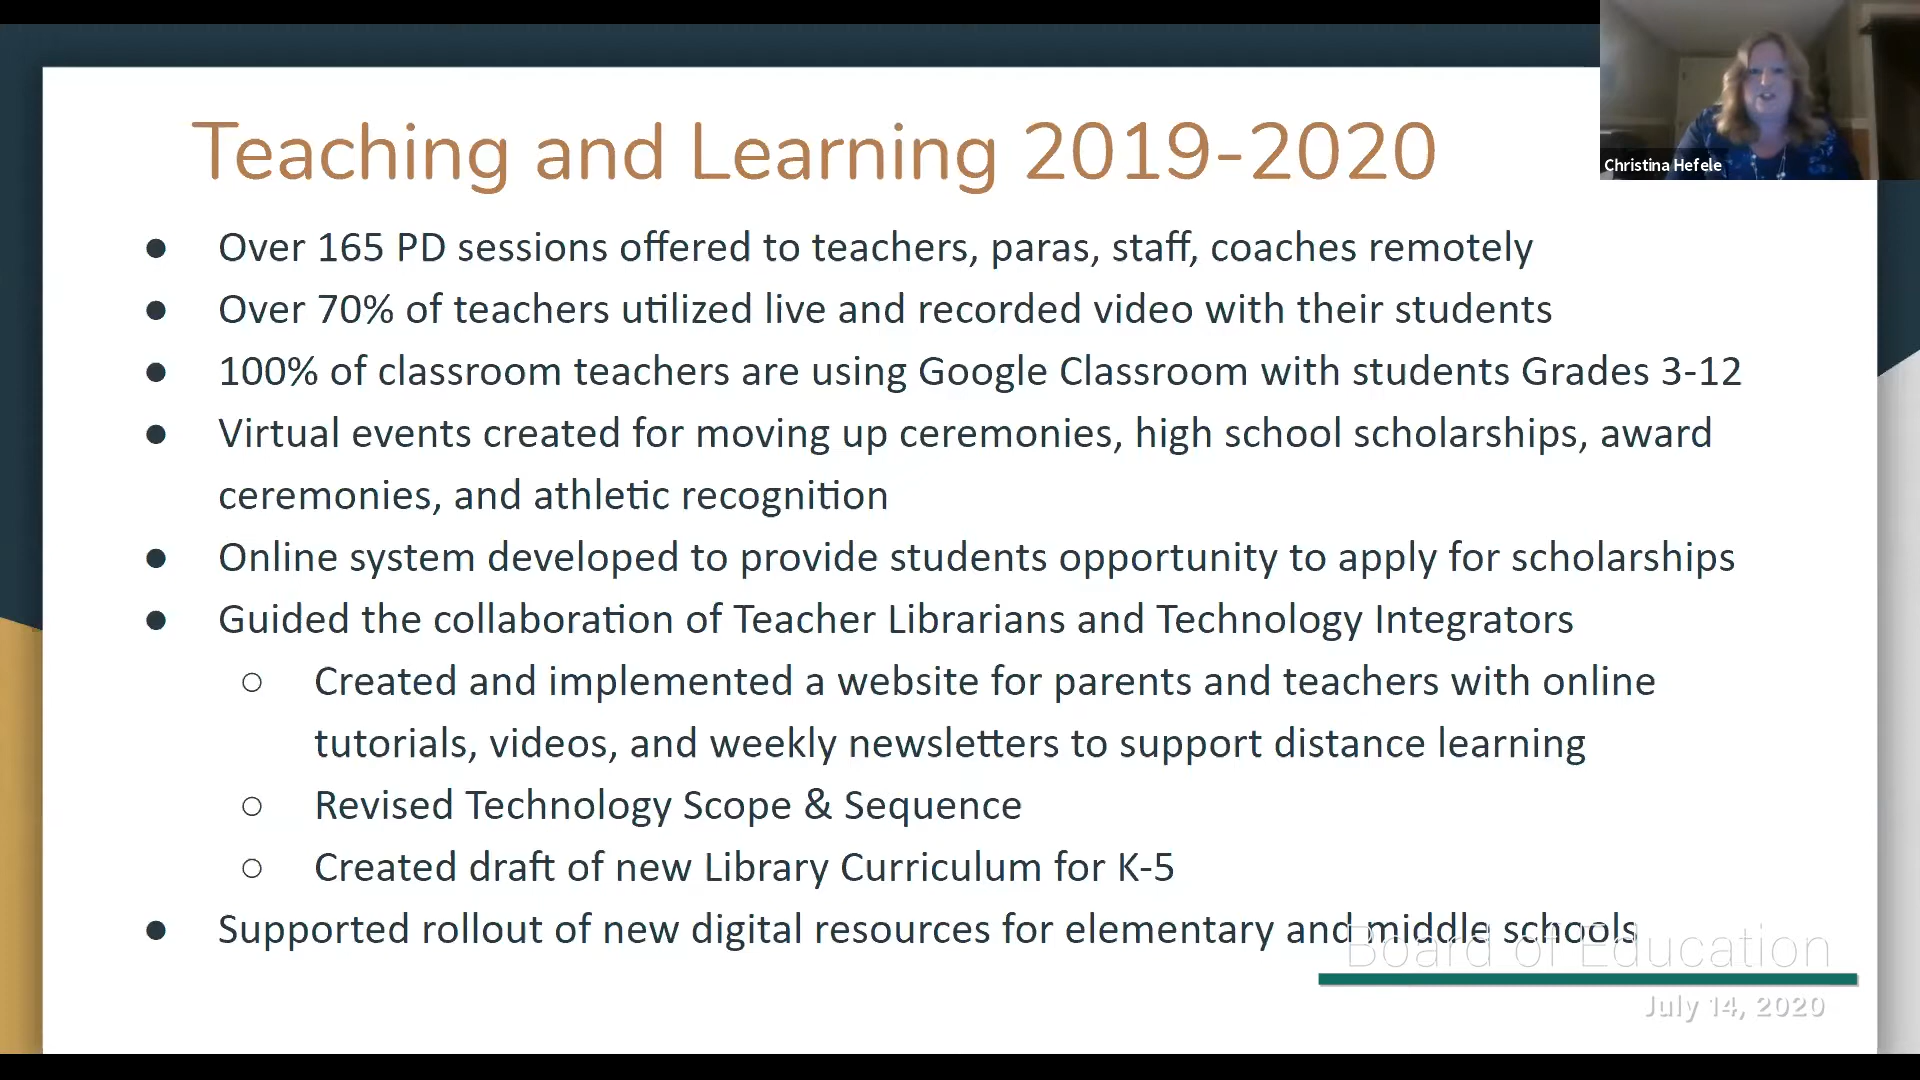 Teaching and Learning 2019-2020
Christina Hefele
● Over 165 PD sessions offered to teachers, paras, staff, coaches remotely
● Over 70% of teachers utilized live and recorded video with their students
● 100% of classroom teachers are using Google Classroom with students Grades 3-12
● Virtual events created for moving up ceremonies, high school scholarships, award
ceremonies, and athletic recognition
● Online system developed to provide students opportunity to apply for scholarships
● Guided the collaboration of Teacher Librarians and Technology Integrators
○ Created and implemented a website for parents and teachers with online
tutorials, videos, and weekly newsletters to support distance learning
○ Revised Technology Scope & Sequence
○ Created draft of new Library Curriculum for K-5
● Supported rollout of new digital resources for elementary and middle schools
Board of Education
July 14, 2020